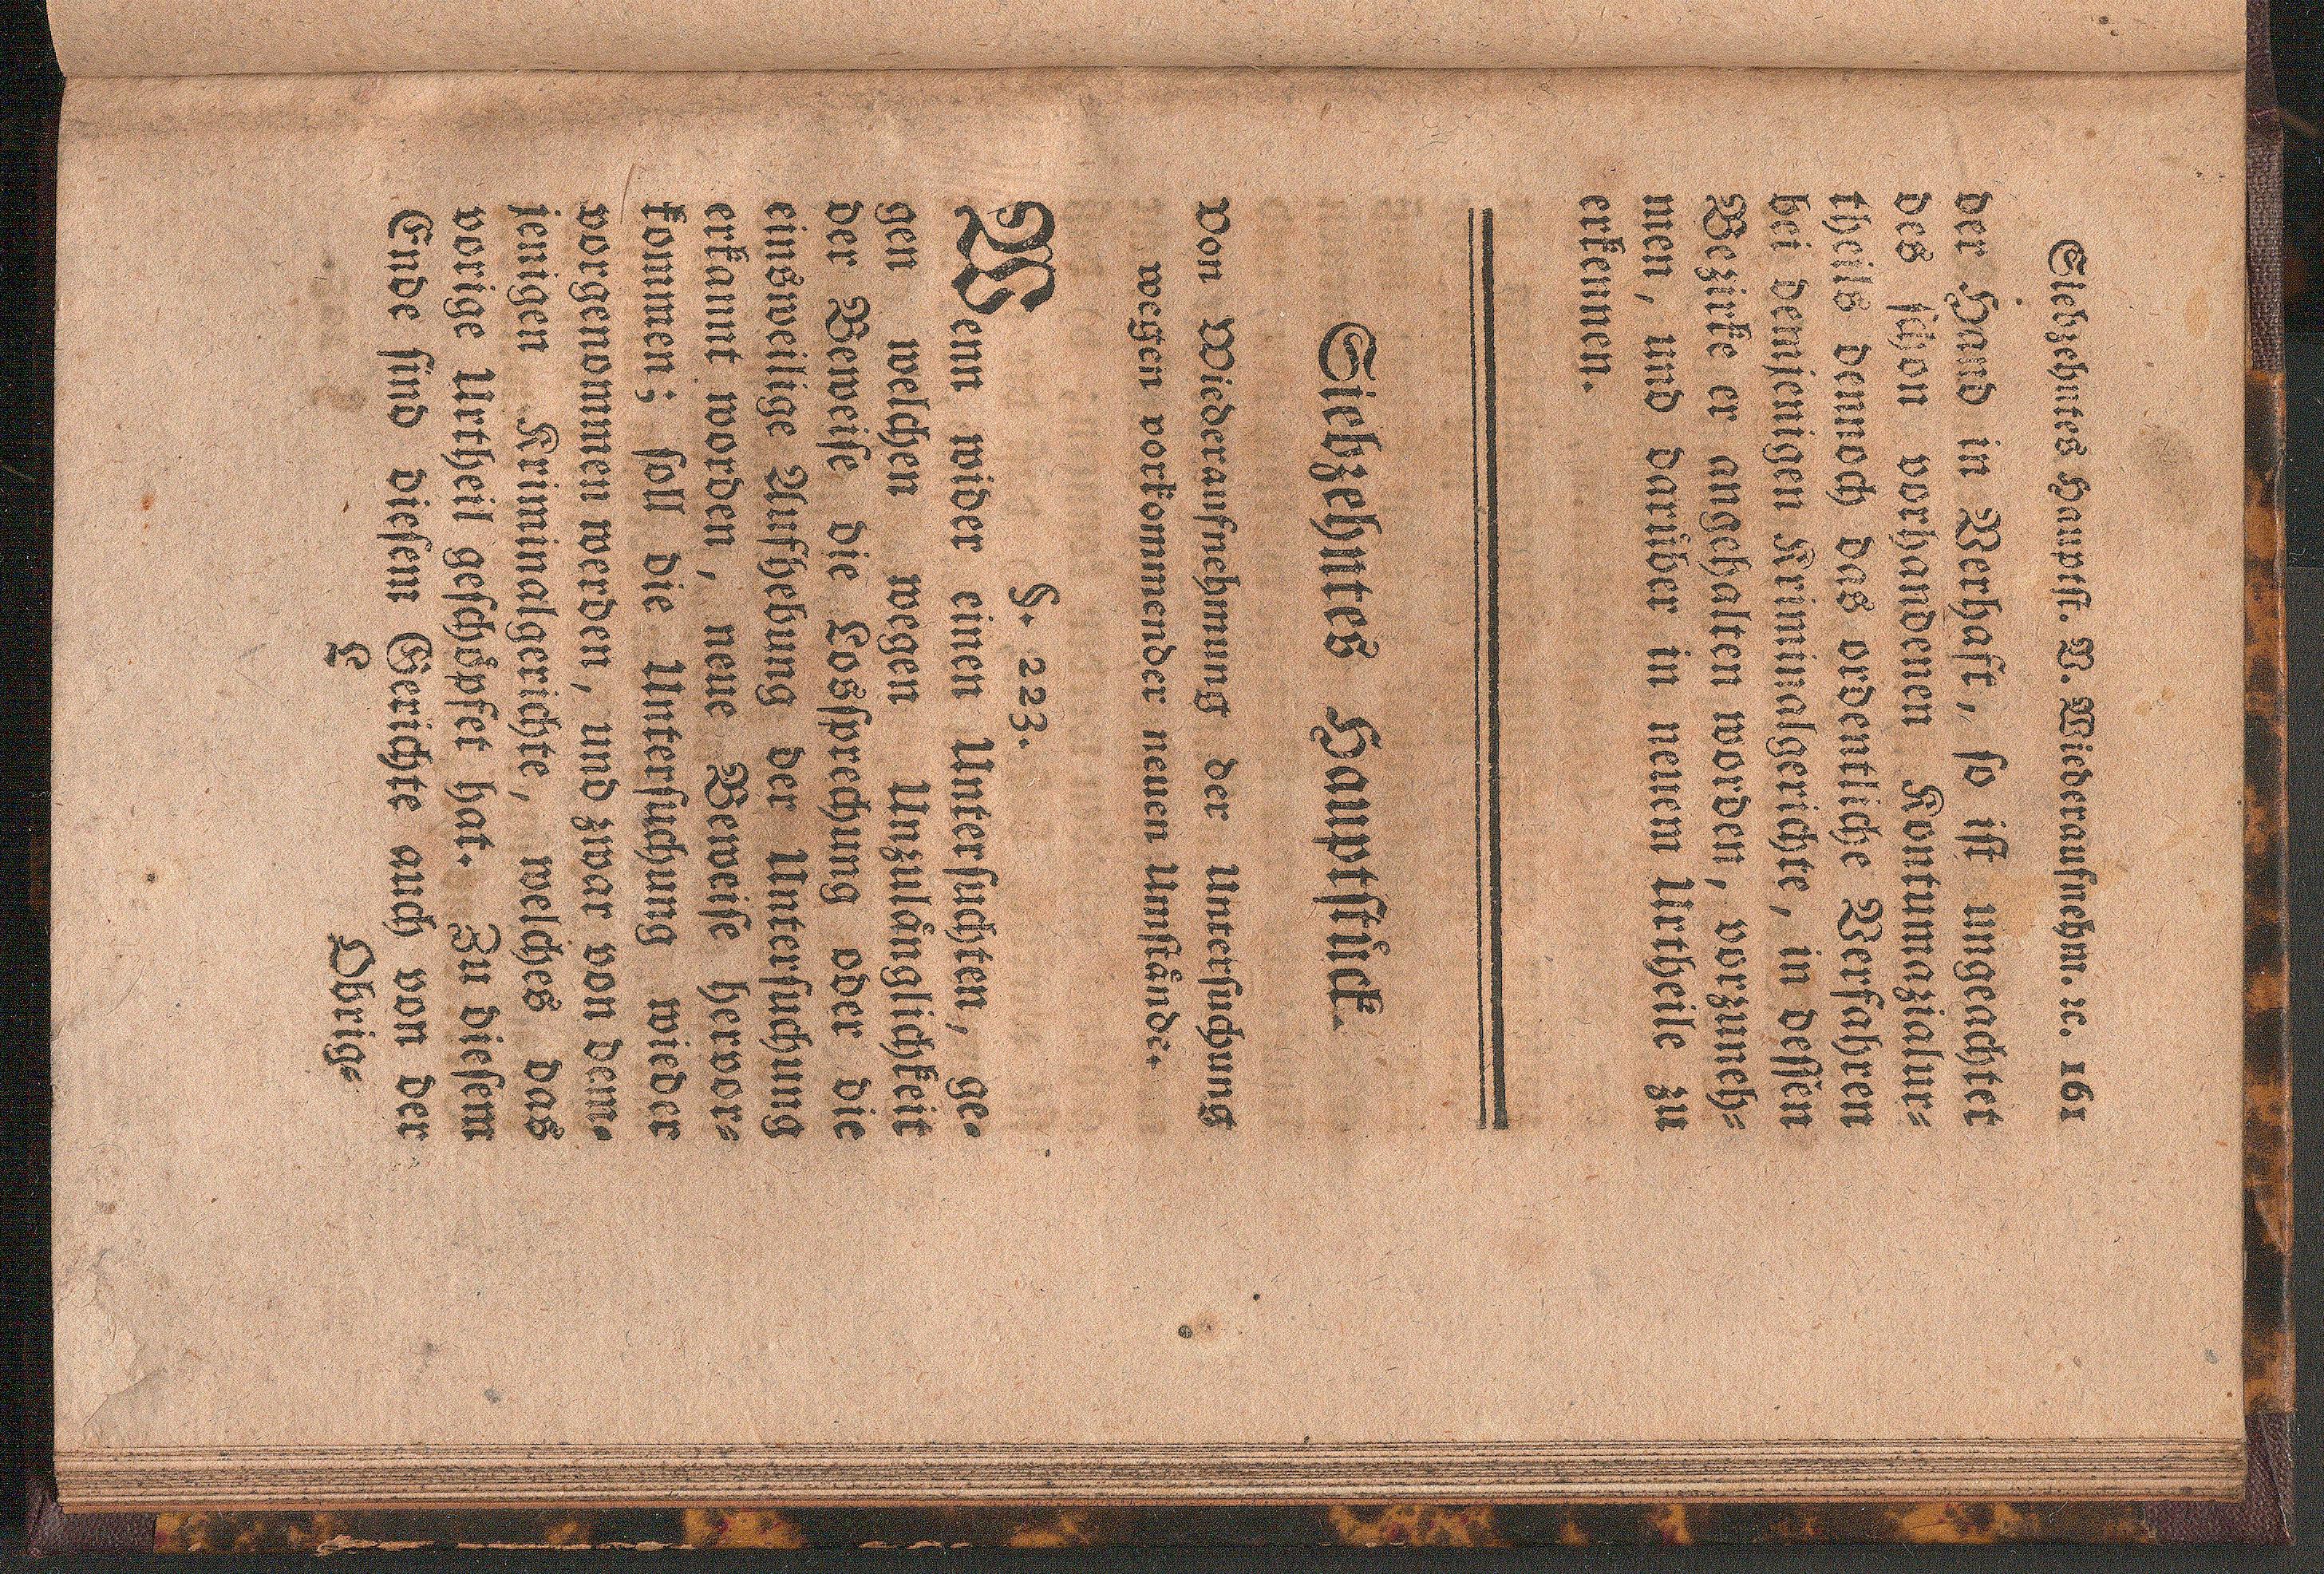 Siebzehntes Hauptst. V. Wiederaufnehm. ꝛc. 161
der Hand in Verhaft, so ist ungeachtet
des schon vorhandenen Kontumazialur⸗
theils dennoch das ordentliche Verfahren
bei demjenigen Kriminalgerichte, in dessen
Bezirke er angehalten worden, vorzuneh⸗
men, und darüber in neuem Urtheile zu
erkennen.
Siebzehntes Hauptstück.
Von Wiederaufnehmung der Untersuchung
wegen vorkommender neuen Umstände.
§. 223.
Wenn wider einen Untersuchten, ge⸗
gen welchen wegen Unzulänglichkeit
der Beweise die Lossprechung oder die
einsweilige Aufhebung der Untersuchung
erkannt worden, neue Beweise hervor⸗
kommen; soll die Untersuchung wieder
vorgenommen werden, und zwar von dem⸗
jenigen Kriminalgerichte, welches das
vorige Urtheil geschöpfet hat. Zu diesem
Ende sind diesem Gerichte auch von der
L Obrig⸗